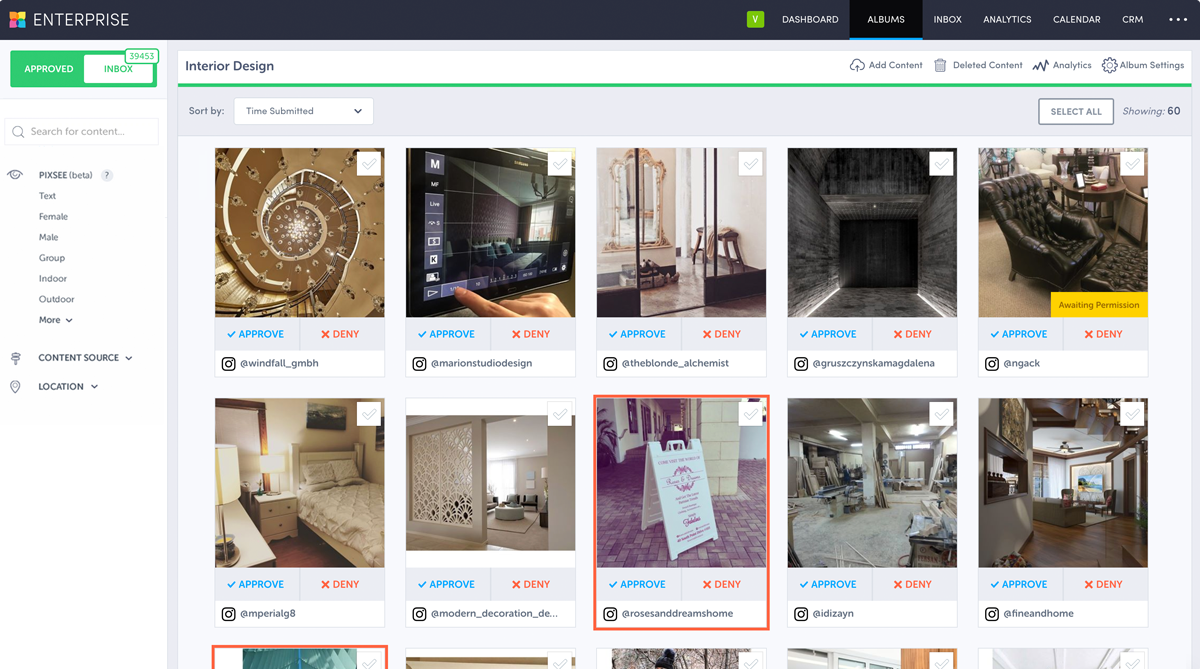 ENTERPRISE
V
DASHBOARD
ALBUMS
INBOX
ANALYTICS
CALENDAR
CRM
APPROVED
INBOX
39453
Interior Design
Add Content
Deleted Content
Analytics
Album Settings
Sort by:
Time Submitted
SELECT ALL
Showing: 60
Search for content...
PIXSEE (beta) ?
Text
Female
Male
Group
Indoor
Outdoor
More
CONTENT SOURCE
LOCATION
M
MF
Live
S
K
Awaiting Permission
APPROVE DENY
APPROVE DENY
APPROVE DENY
APPROVE DENY
APPROVE DENY
@windfall_gmbh
@marionstudiodesign
@theblonde_alchemist
@gruszczynskamagdalena
@ngack
APPROVE DENY
APPROVE DENY
APPROVE DENY
APPROVE DENY
APPROVE DENY
@mperialg8
@modern_decoration_de...
@rosesanddreamshome
@idizayn
@fineandhome